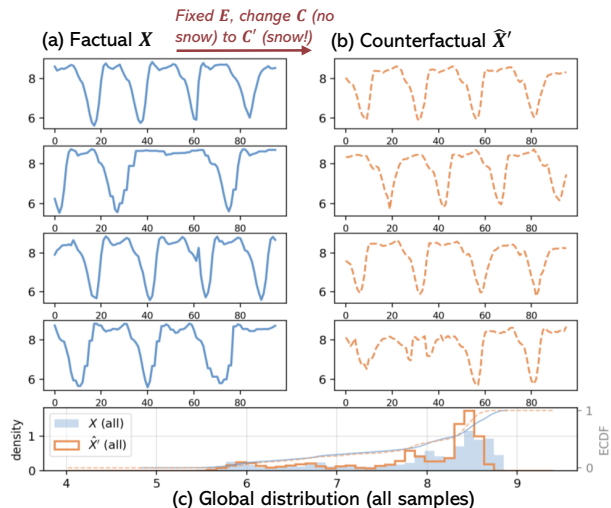 Fixed E, change C (no
snow) to C′ (snow!)
(a) Factual X
(b) Counterfactual X̂′
8
6
0 20 40 60 80
8
6
0 20 40 60 80
8
6
0 20 40 60 80
8
6
0 20 40 60 80
8
6
0 20 40 60 80
8
6
0 20 40 60 80
8
6
0 20 40 60 80
8
6
0 20 40 60 80
density
1
0
X (all)
X̂′ (all)
1
0
ECDF
4 5 6 7 8 9
(c) Global distribution (all samples)